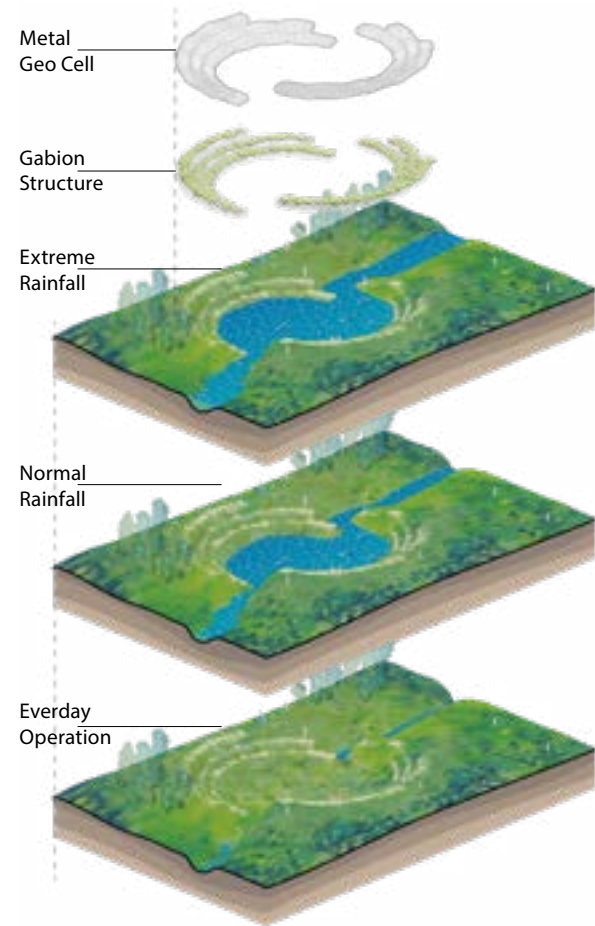 Metal
Geo Cell
Gabion
Structure
Extreme
Rainfall
Normal
Rainfall
Everday
Operation